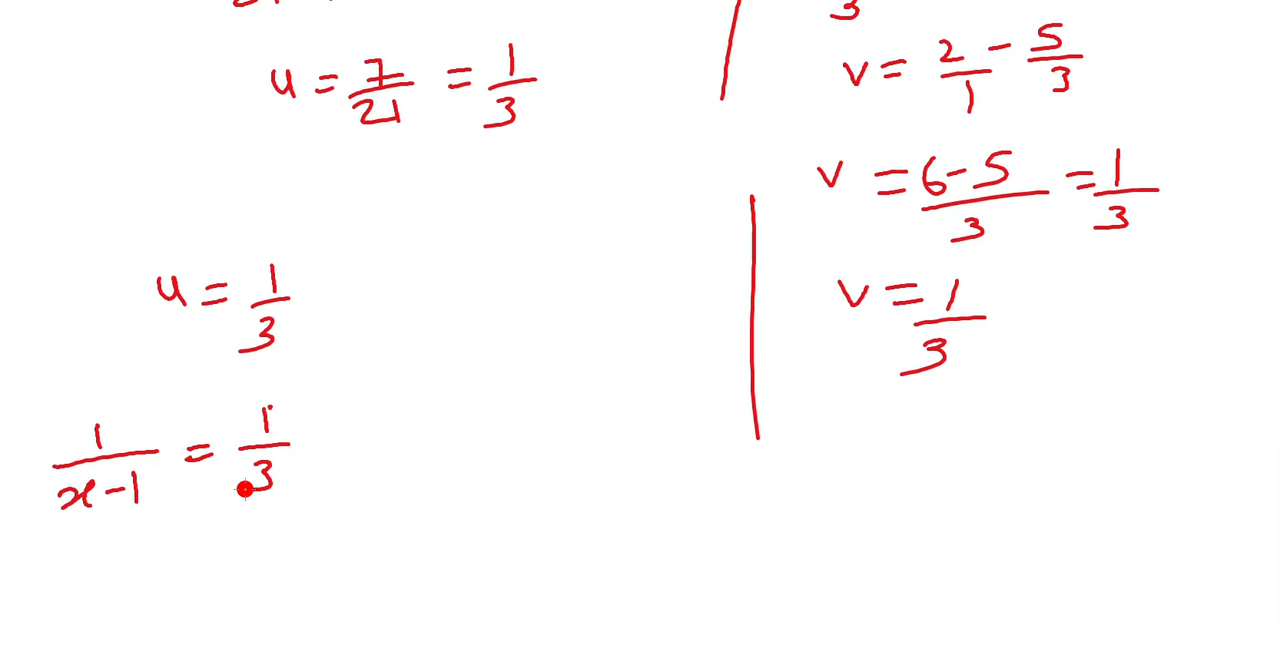 u = 7/21 = 1/3
u = 1/3
1/(x-1) = 1/3
3
v = 2/1 - 5/3
v = (6-5)/3 = 1/3
v = 1/3